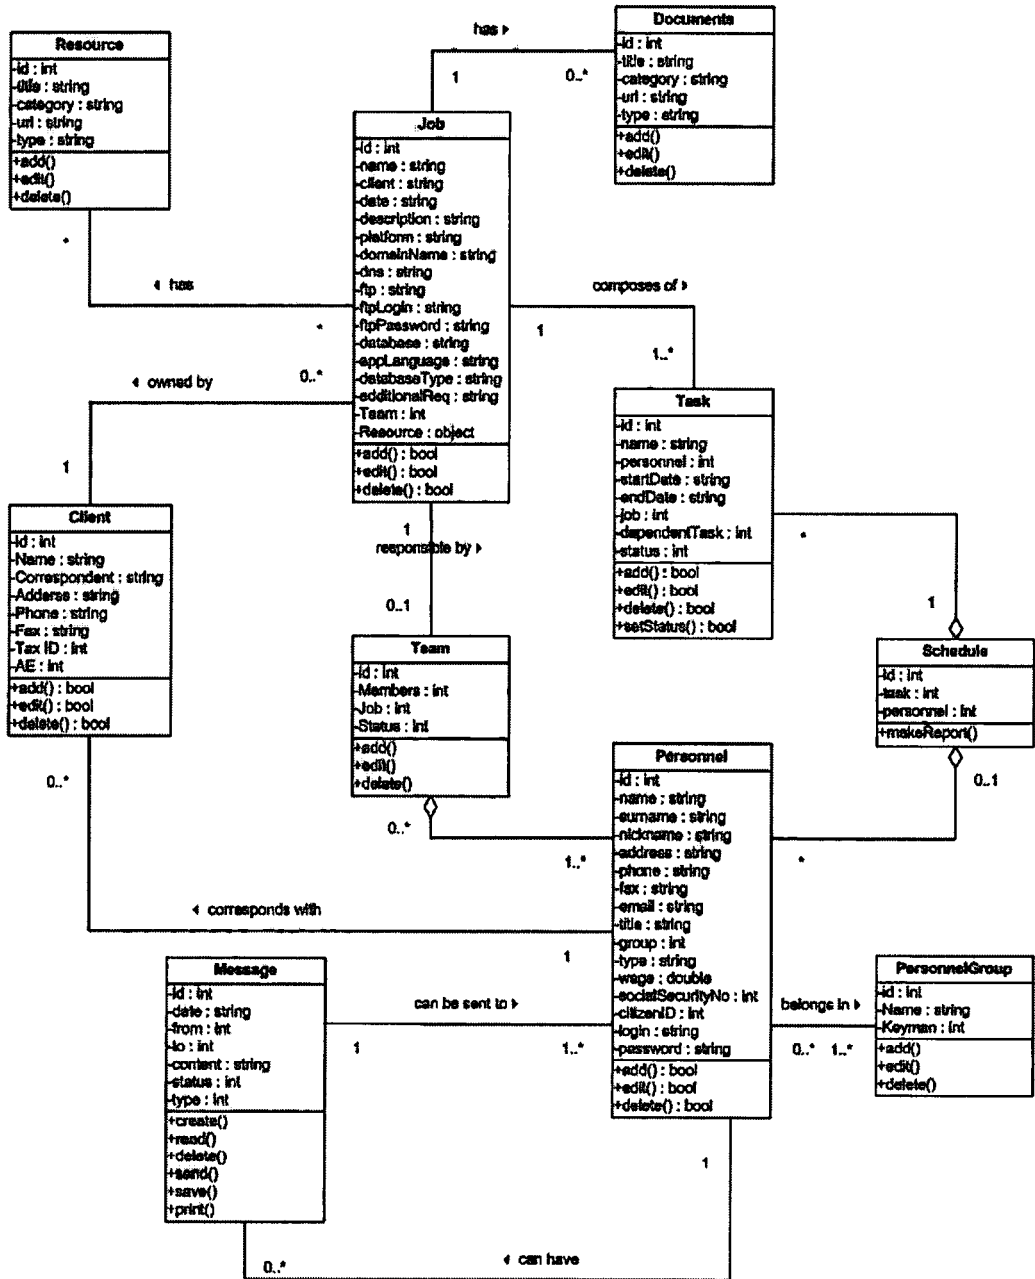 Resource
-id : int
-title : string
-category : string
-url : string
-type : string
+add()
+edit()
+delete()
has ▸
1
0..*
Documents
-id : int
-title : string
-category : string
-url : string
-type : string
+add()
+edit()
+delete()
Job
-id : int
-name : string
-client : string
-date : string
-description : string
-platform : string
-domainName : string
-dns : string
-ftp : string
-ftpLogin : string
-ftpPassword : string
-database : string
-appLanguage : string
-databaseType : string
-additionalReq : string
-Team : int
-Resource : object
+add() : bool
+edit() : bool
+delete() : bool
*
◂ has
*
◂ owned by
0..*
1
composes of ▸
1
1..*
Task
-id : int
-name : string
-personnel : int
-startDate : string
-endDate : string
-job : int
-dependentTask : int
-status : int
+add() : bool
+edit() : bool
+delete() : bool
+setStatus() : bool
Client
-id : int
-Name : string
-Correspondent : string
-Adderss : string
-Phone : string
-Fax : string
-Tax ID : int
-AE : int
+add() : bool
+edit() : bool
+delete() : bool
1
responsible by ▸
0..1
*
1
Team
-id : int
-Members : int
-Job : int
-Status : int
+add()
+edit()
+delete()
Schedule
-id : int
-task : int
-personnel : int
+makeReport()
0..*
0..*
1..*
0..1
*
Personnel
-id : int
-name : string
-surname : string
-nickname : string
-address : string
-phone : string
-fax : string
-email : string
-title : string
-group : int
-type : string
-wage : double
-socialSecurityNo : int
-citizenID : int
-login : string
-password : string
+add() : bool
+edit() : bool
+delete() : bool
◂ corresponds with
1
Message
-id : int
-date : string
-from : int
-to : int
-content : string
-status : int
-type : int
+create()
+read()
+delete()
+send()
+save()
+print()
can be sent to ▸
1
1..*
belongs in ▸
0..* 1..*
PersonnelGroup
-id : int
-Name : string
-Keyman : int
+add()
+edit()
+delete()
1
0..*
◂ can have